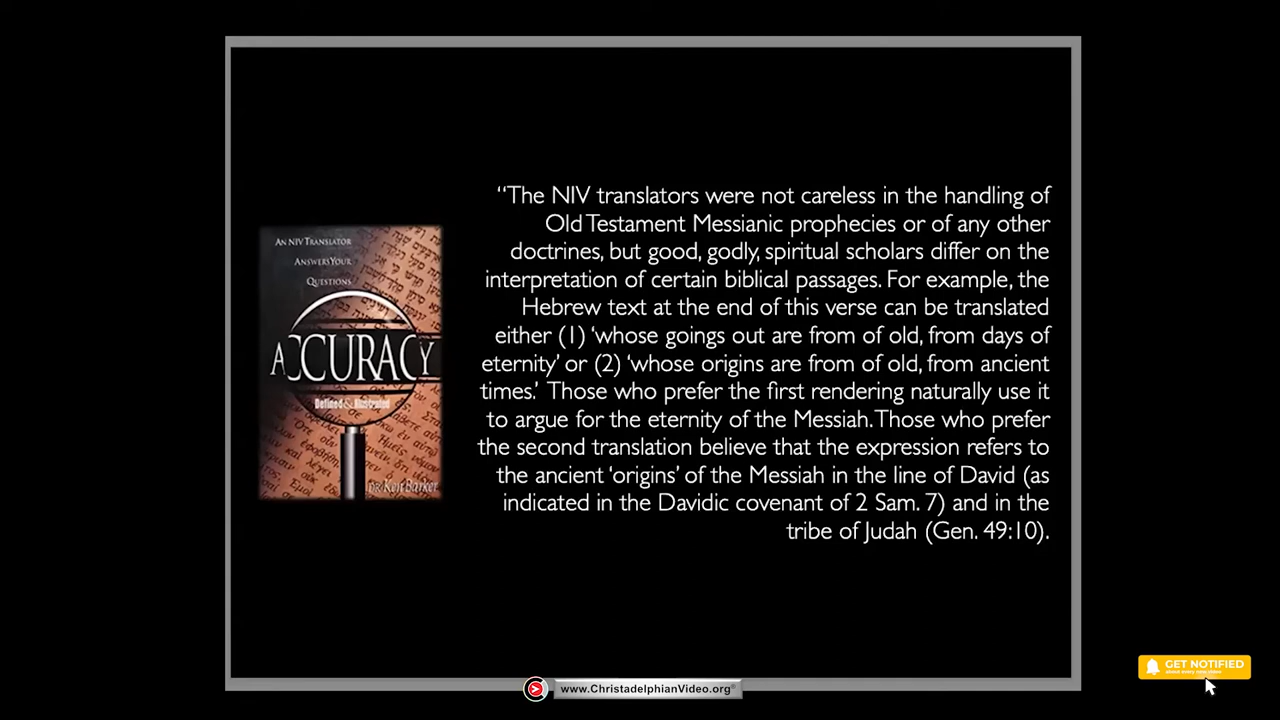 AN NIV TRANSLATOR
ANSWERS YOUR
QUESTIONS
ACCURACY
Defined & Illustrated
DR. Ken Barker
“The NIV translators were not careless in the handling of
Old Testament Messianic prophecies or of any other
doctrines, but good, godly, spiritual scholars differ on the
interpretation of certain biblical passages. For example, the
Hebrew text at the end of this verse can be translated
either (1) ‘whose goings out are from of old, from days of
eternity’ or (2) ‘whose origins are from of old, from ancient
times.’ Those who prefer the first rendering naturally use it
to argue for the eternity of the Messiah. Those who prefer
the second translation believe that the expression refers to
the ancient ‘origins’ of the Messiah in the line of David (as
indicated in the Davidic covenant of 2 Sam. 7) and in the
tribe of Judah (Gen. 49:10).
GET NOTIFIED
about every new video
www.ChristadelphianVideo.org